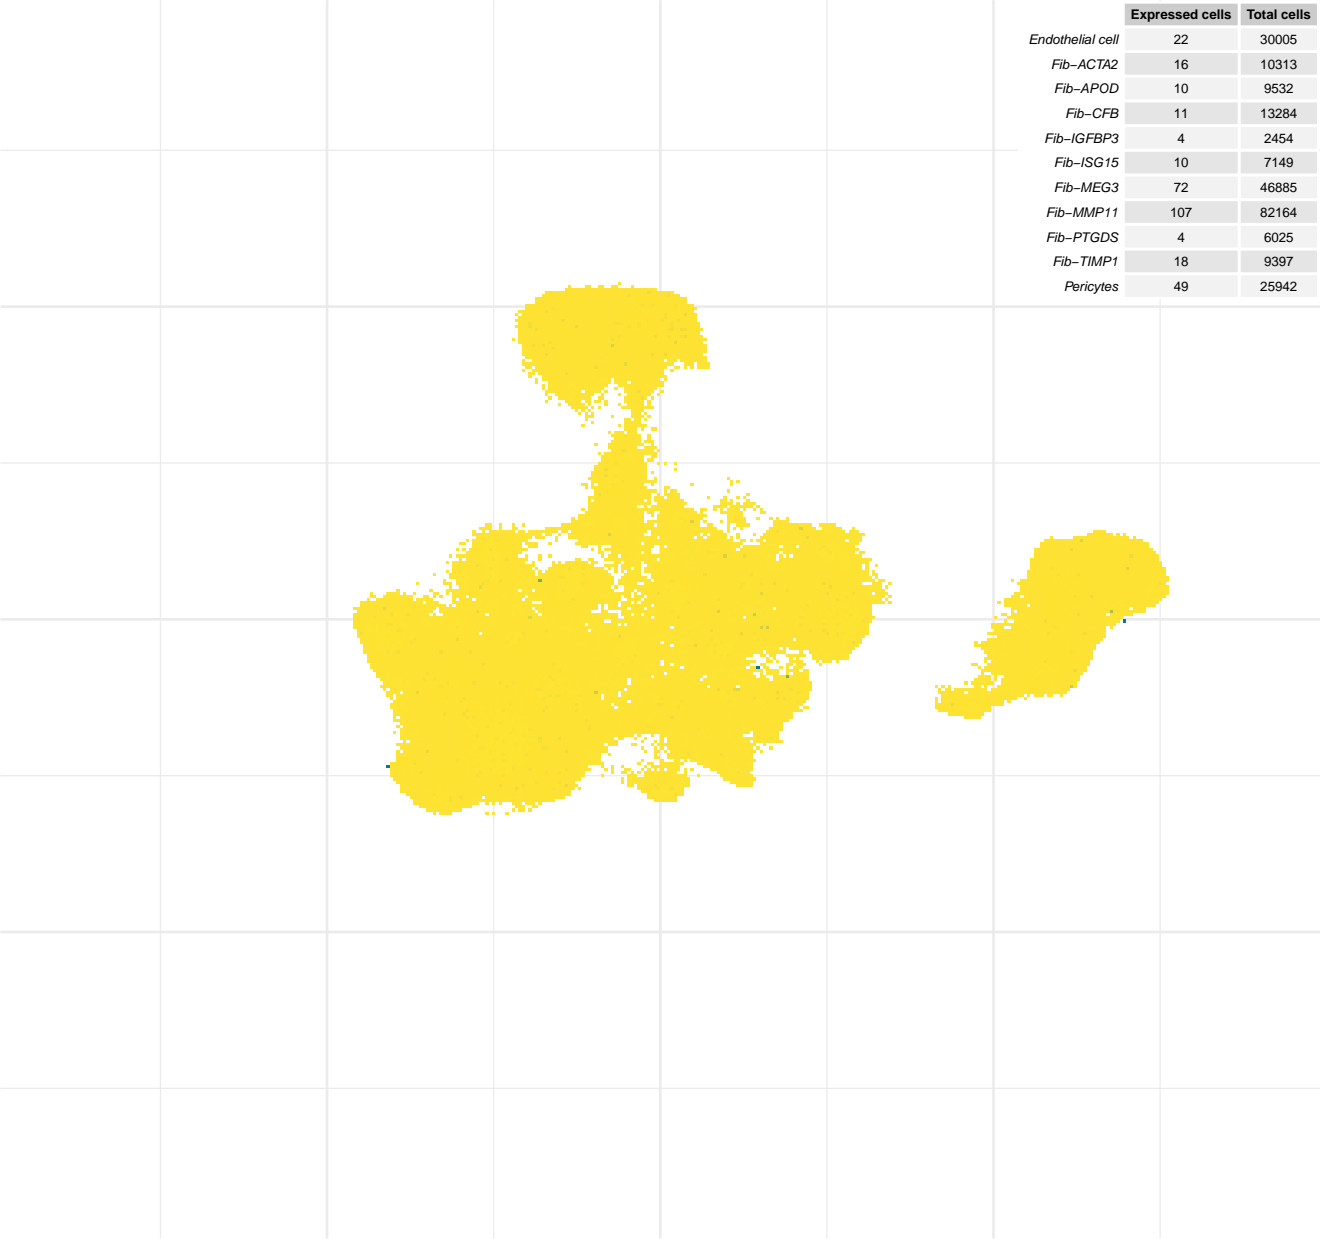 Expressed cells Total cells
Endothelial cell 22 30005
Fib−ACTA2 16 10313
Fib−APOD 10 9532
Fib−CFB 11 13284
Fib−IGFBP3 4 2454
Fib−ISG15 10 7149
Fib−MEG3 72 46885
Fib−MMP11 107 82164
Fib−PTGDS 4 6025
Fib−TIMP1 18 9397
Pericytes 49 25942